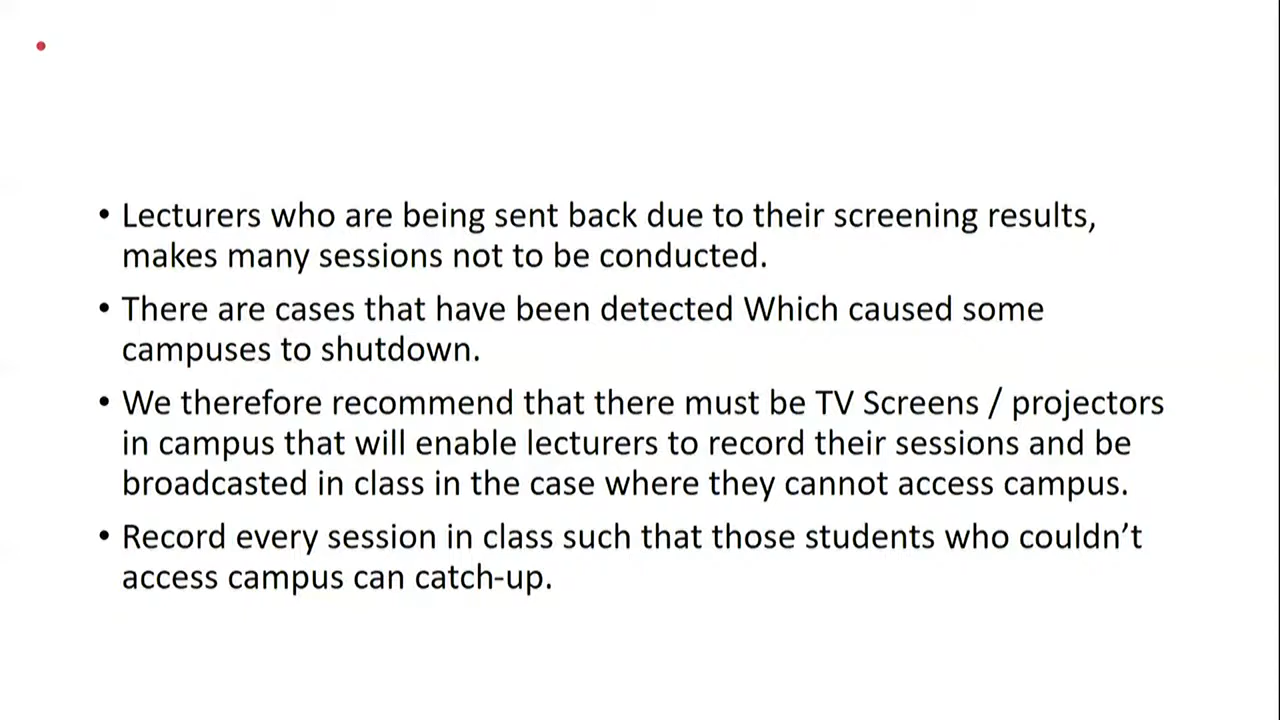 • Lecturers who are being sent back due to their screening results,
makes many sessions not to be conducted.
• There are cases that have been detected Which caused some
campuses to shutdown.
• We therefore recommend that there must be TV Screens / projectors
in campus that will enable lecturers to record their sessions and be
broadcasted in class in the case where they cannot access campus.
• Record every session in class such that those students who couldn’t
access campus can catch-up.